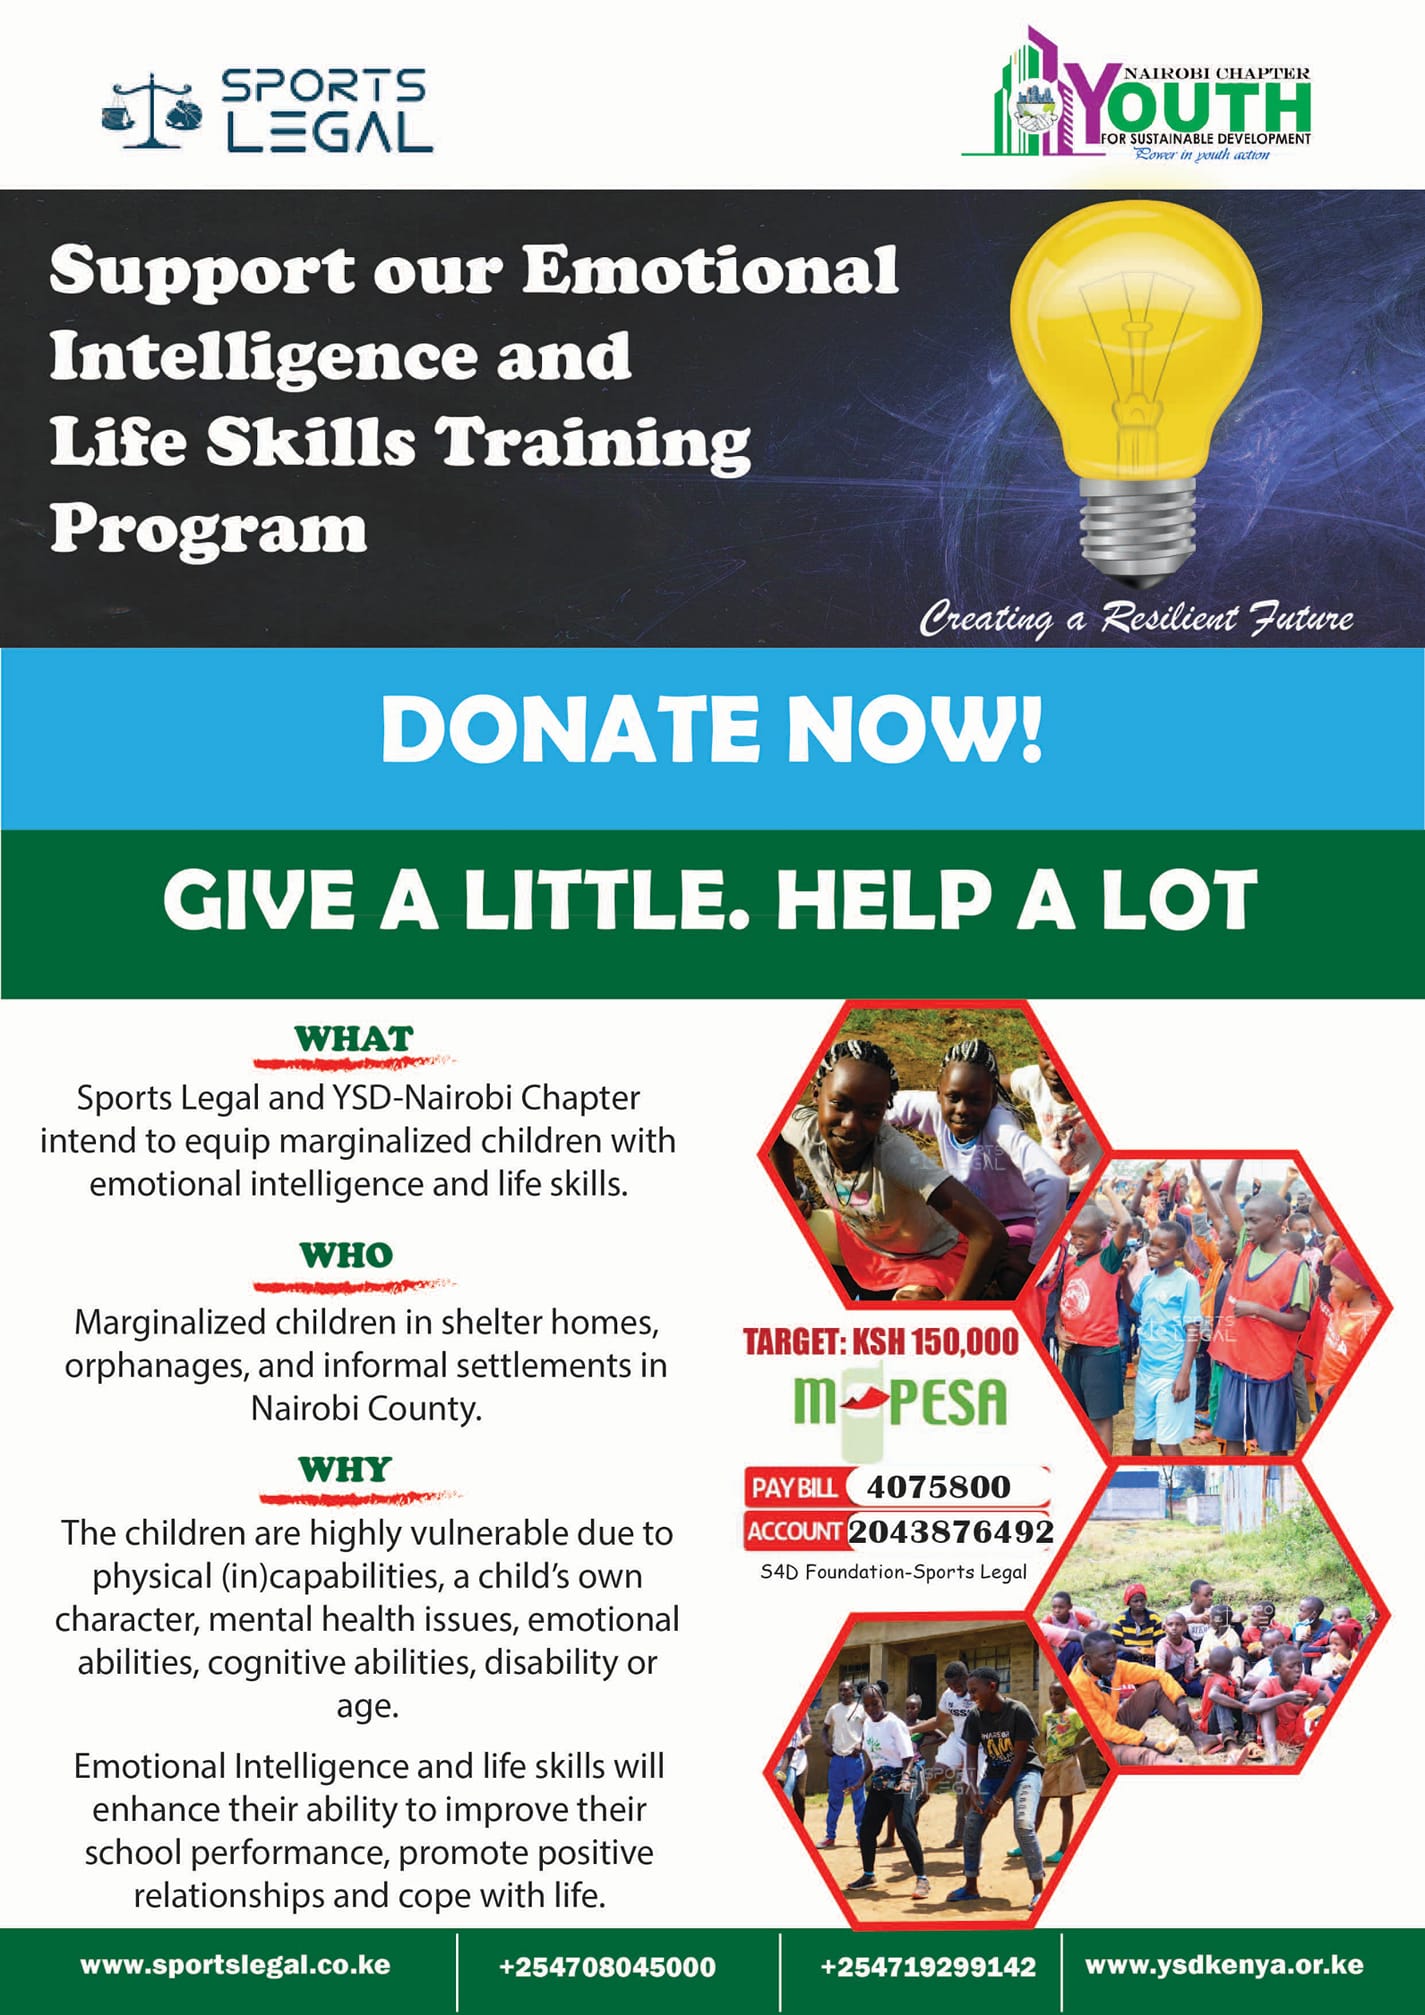 SPORTS
LEGAL
NAIROBI CHAPTER
YOUTH
FOR SUSTAINABLE DEVELOPMENT
Power in youth action
Support our Emotional
Intelligence and
Life Skills Training
Program
Creating a Resilient Future
DONATE NOW!
GIVE A LITTLE. HELP A LOT
WHAT
Sports Legal and YSD-Nairobi Chapter
intend to equip marginalized children with
emotional intelligence and life skills.
WHO
Marginalized children in shelter homes,
orphanages, and informal settlements in
Nairobi County.
WHY
The children are highly vulnerable due to
physical (in)capabilities, a child's own
character, mental health issues, emotional
abilities, cognitive abilities, disability or
age.
Emotional Intelligence and life skills will
enhance their ability to improve their
school performance, promote positive
relationships and cope with life.
SPORTS
LEGAL
SPORTS
LEGAL
TARGET: KSH 150,000
M-PESA
PAY BILL 4075800
ACCOUNT 2043876492
S4D Foundation-Sports Legal
SPORTS
LEGAL
www.sportslegal.co.ke
+254708045000
+254719299142
www.ysdkenya.or.ke